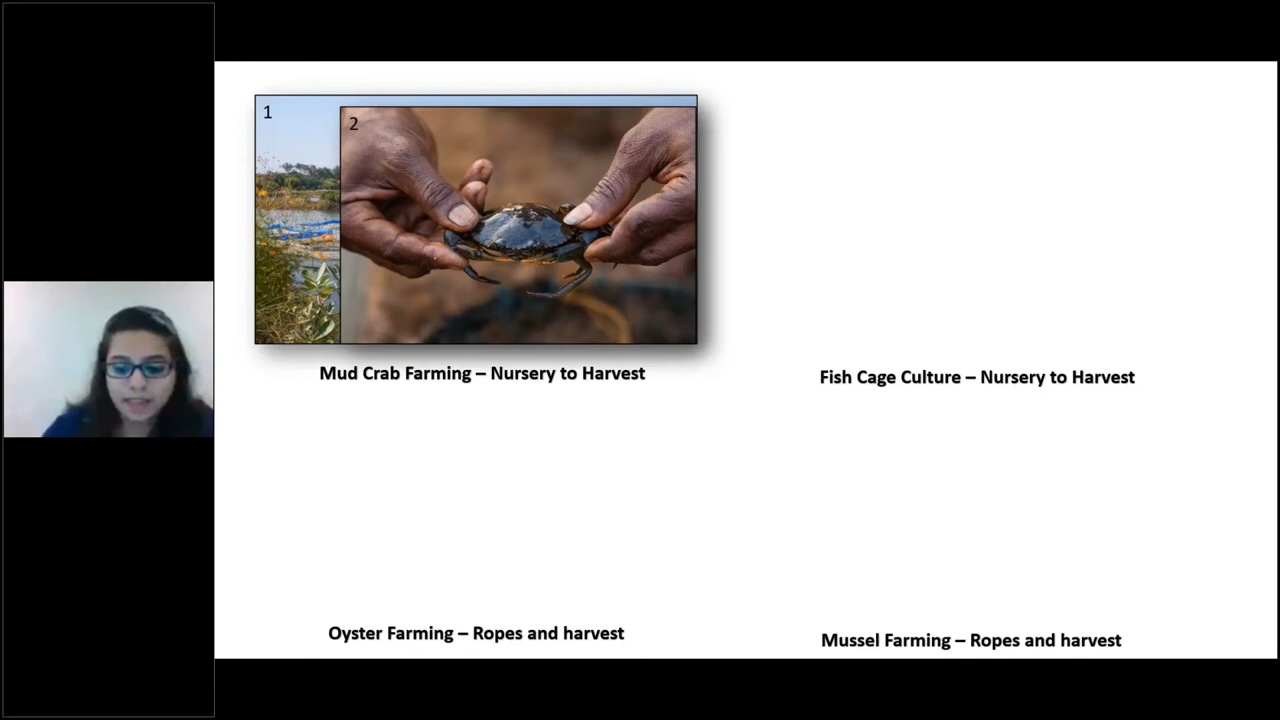 1
2
Mud Crab Farming – Nursery to Harvest
Fish Cage Culture – Nursery to Harvest
Oyster Farming – Ropes and harvest
Mussel Farming – Ropes and harvest